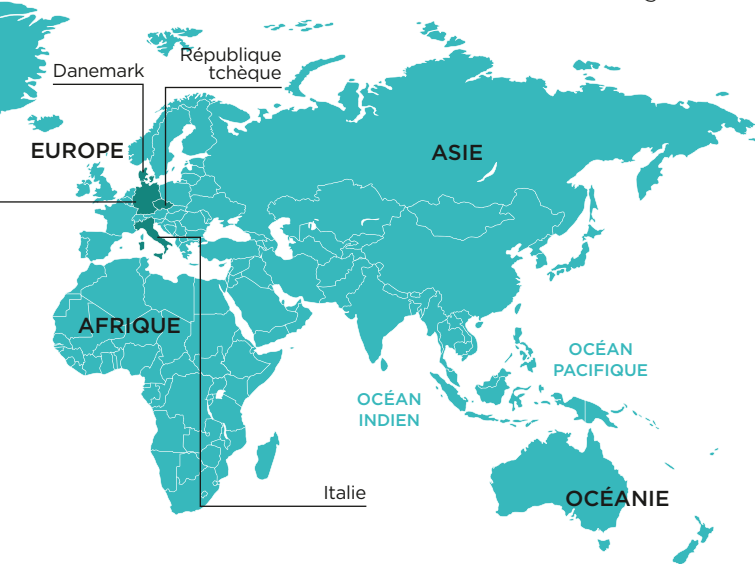 République
tchèque
Danemark
EUROPE
ASIE
AFRIQUE
OCÉAN
PACIFIQUE
OCÉAN
INDIEN
Italie
OCÉANIE